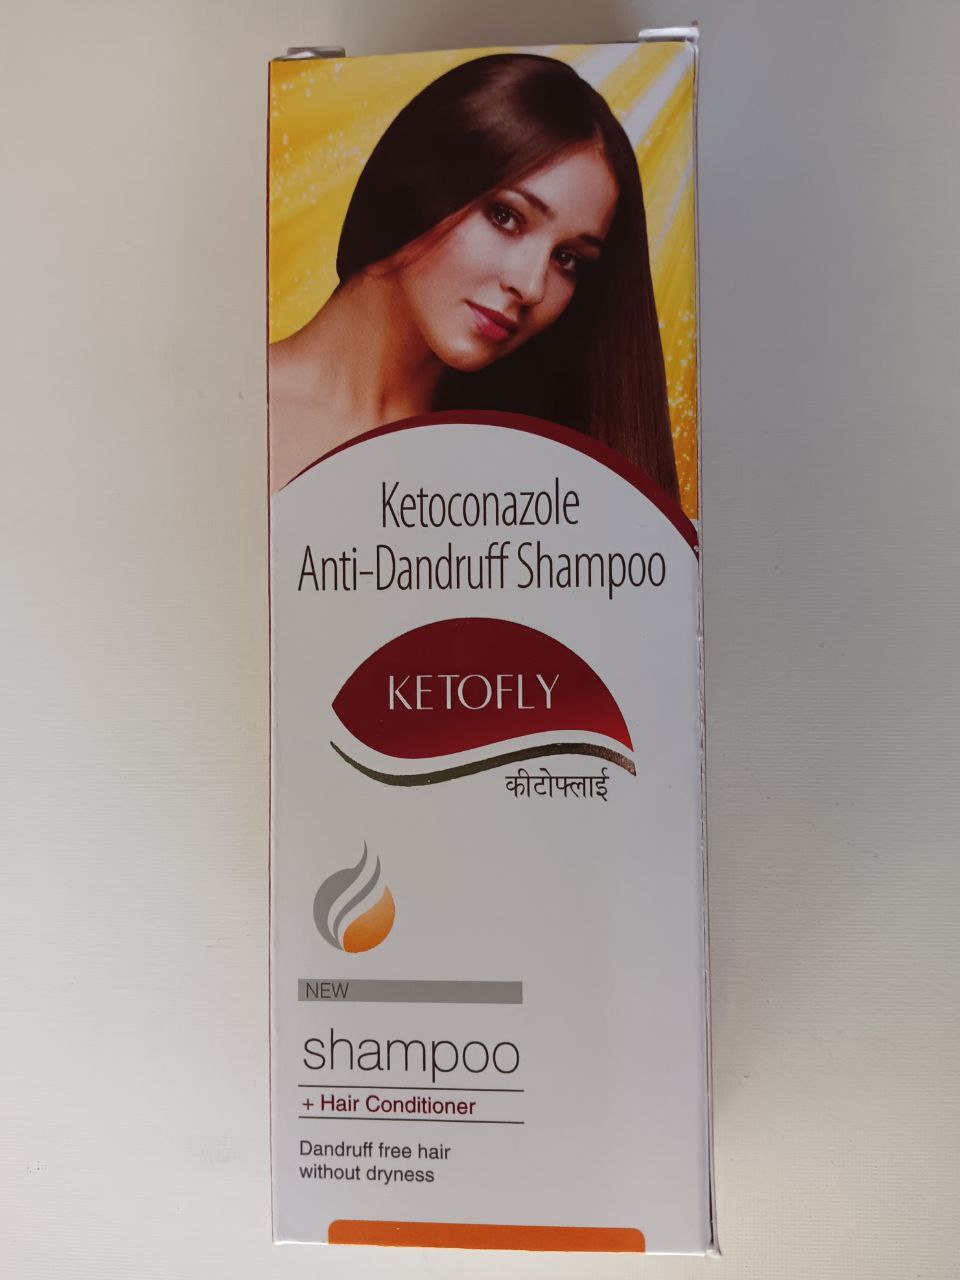 Ketoconazole
Anti-Dandruff Shampoo
KETOFLY
कीटोफ्लाई
NEW
shampoo
+ Hair Conditioner
Dandruff free hair
without dryness